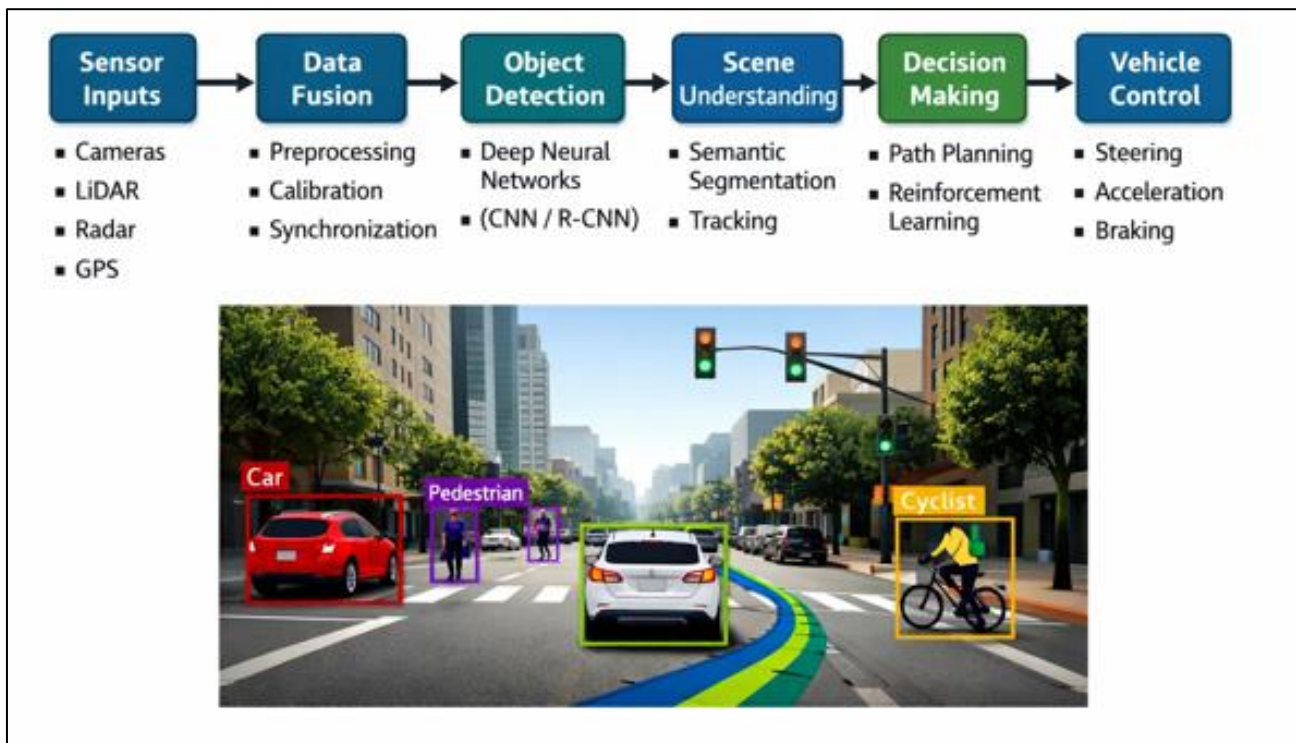 Sensor
Inputs
Data
Fusion
Object
Detection
Scene
Understanding
Decision
Making
Vehicle
Control
▪ Cameras
▪ LiDAR
▪ Radar
▪ GPS
▪ Preprocessing
▪ Calibration
▪ Synchronization
▪ Deep Neural
Networks
▪ (CNN / R-CNN)
▪ Semantic
Segmentation
▪ Tracking
▪ Path Planning
▪ Reinforcement
Learning
▪ Steering
▪ Acceleration
▪ Braking
Car
Pedestrian
Cyclist